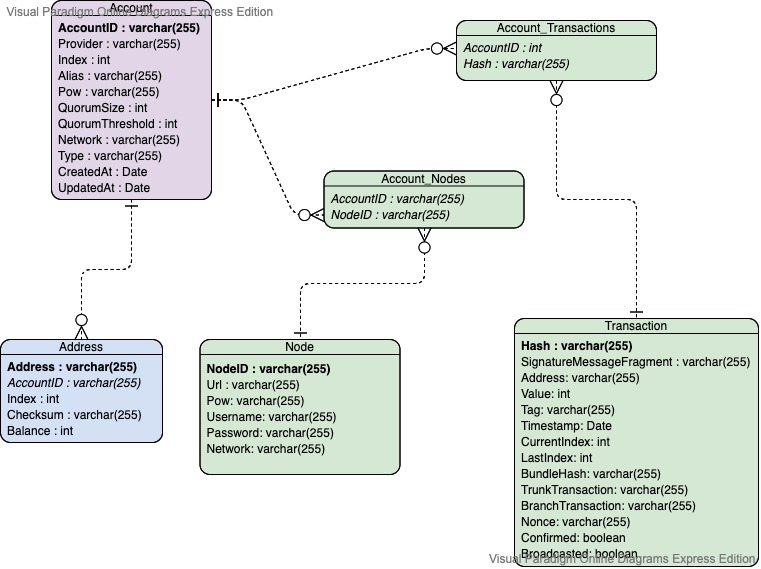 Visual Paradigm Online Diagrams Express Edition
Account
AccountID : varchar(255)
Provider : varchar(255)
Index : int
Alias : varchar(255)
Pow : varchar(255)
QuorumSize : int
QuorumThreshold : int
Network : varchar(255)
Type : varchar(255)
CreatedAt : Date
UpdatedAt : Date
Account_Transactions
AccountID : int
Hash : varchar(255)
Account_Nodes
AccountID : varchar(255)
NodeID : varchar(255)
Address
Address : varchar(255)
AccountID : varchar(255)
Index : int
Checksum : varchar(255)
Balance : int
Node
NodeID : varchar(255)
Url : varchar(255)
Pow: varchar(255)
Username: varchar(255)
Password: varchar(255)
Network: varchar(255)
Transaction
Hash : varchar(255)
SignatureMessageFragment : varchar(255)
Address: varchar(255)
Value: int
Tag: varchar(255)
Timestamp: Date
CurrentIndex: int
LastIndex: int
BundleHash: varchar(255)
TrunkTransaction: varchar(255)
BranchTransaction: varchar(255)
Nonce: varchar(255)
Confirmed: boolean
Broadcasted: boolean
Visual Paradigm Online Diagrams Express Edition